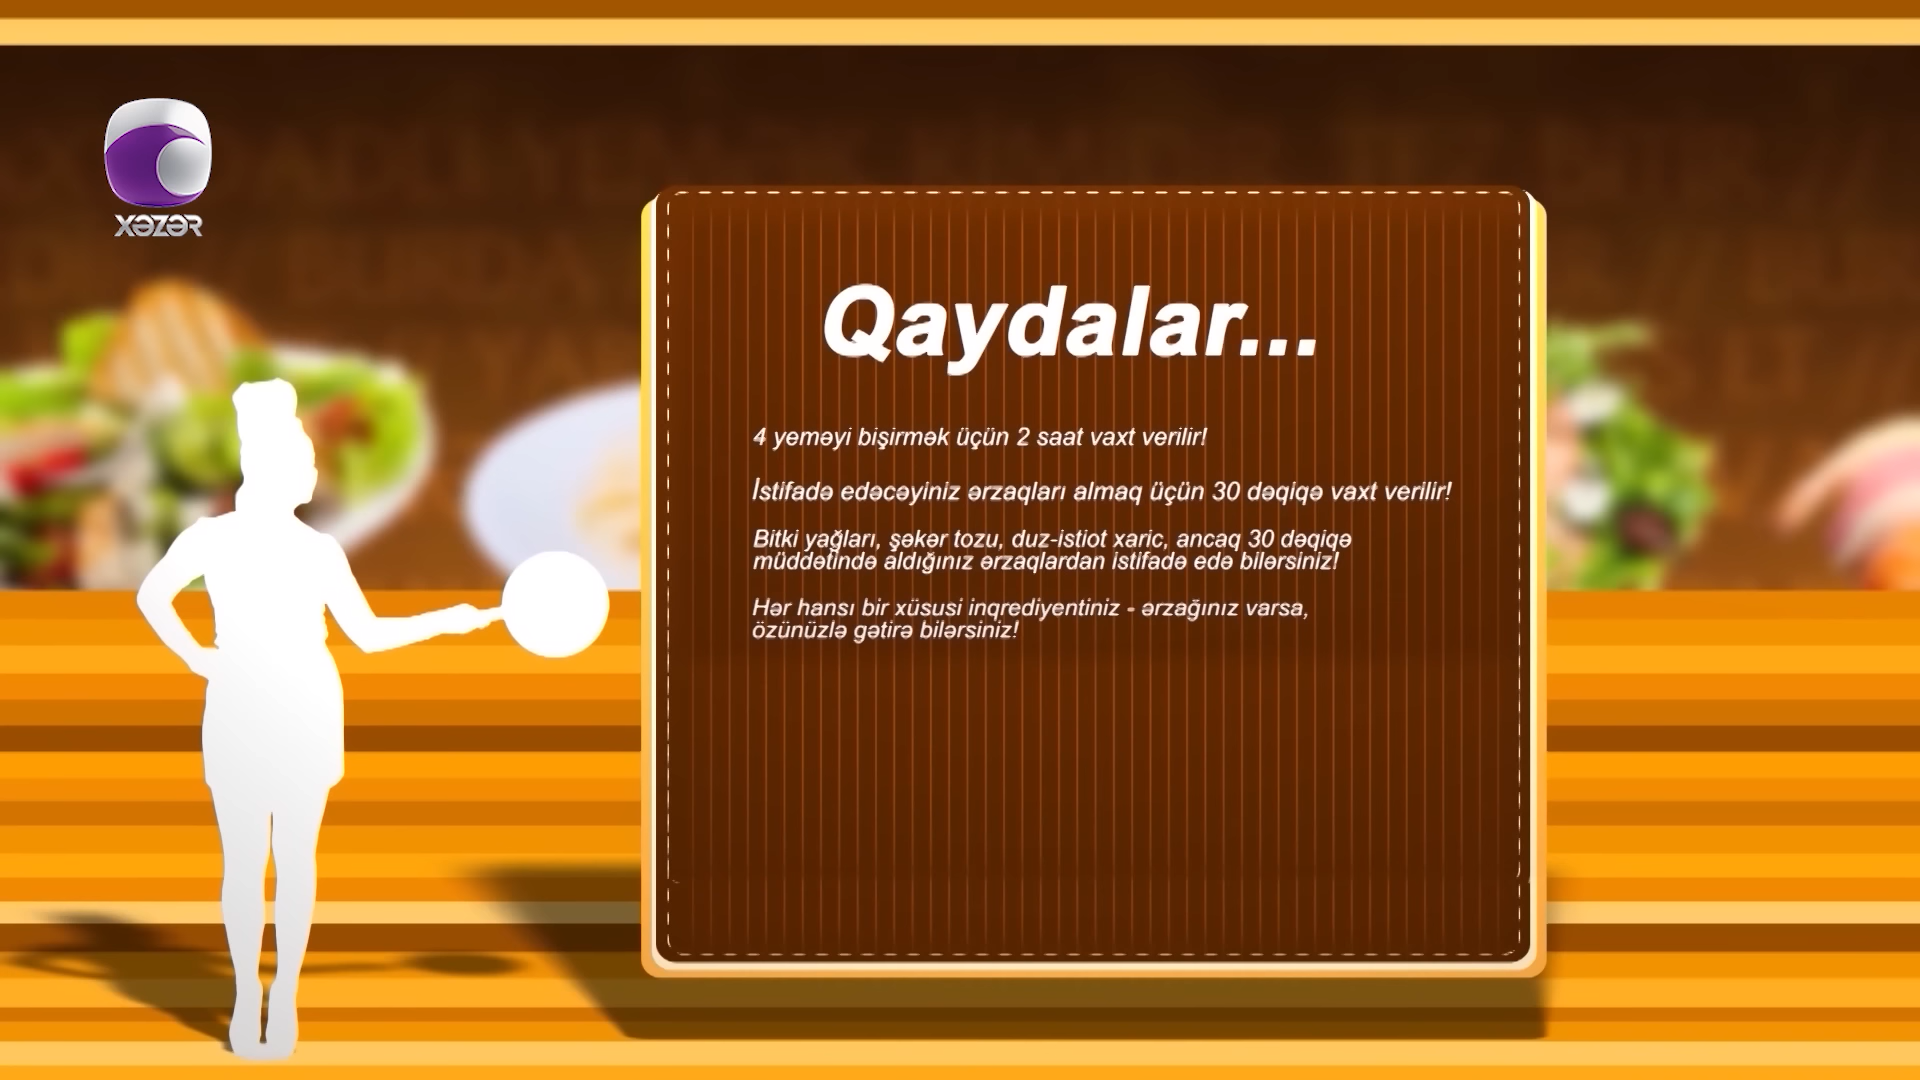 XƏZƏR
Qaydalar...
4 yeməyi bişirmək üçün 2 saat vaxt verilir!
İstifadə edəcəyiniz ərzaqları almaq üçün 30 dəqiqə vaxt verilir!
Bitki yağları, şəkər tozu, duz-istiot xaric, ancaq 30 dəqiqə
müddətində aldığınız ərzaqlardan istifadə edə bilərsiniz!
Hər hansı bir xüsusi inqrediyentiniz - ərzağınız varsa,
özünüzlə gətirə bilərsiniz!